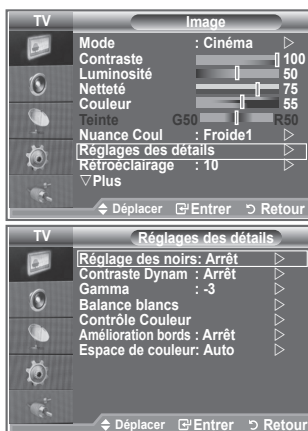 TV Image
Mode : Cinéma
Contraste 100
Luminosité 50
Netteté 75
Couleur 55
Teinte G50 R50
Nuance Coul : Froide1
Réglages des détails
Rétroéclairage : 10
▽Plus
Déplacer Entrer Retour
TV Réglages des détails
Réglage des noirs: Arrêt
Contraste Dynam : Arrêt
Gamma : -3
Balance blancs
Contrôle Couleur
Amélioration bords : Arrêt
Espace de couleur: Auto
Déplacer Entrer Retour